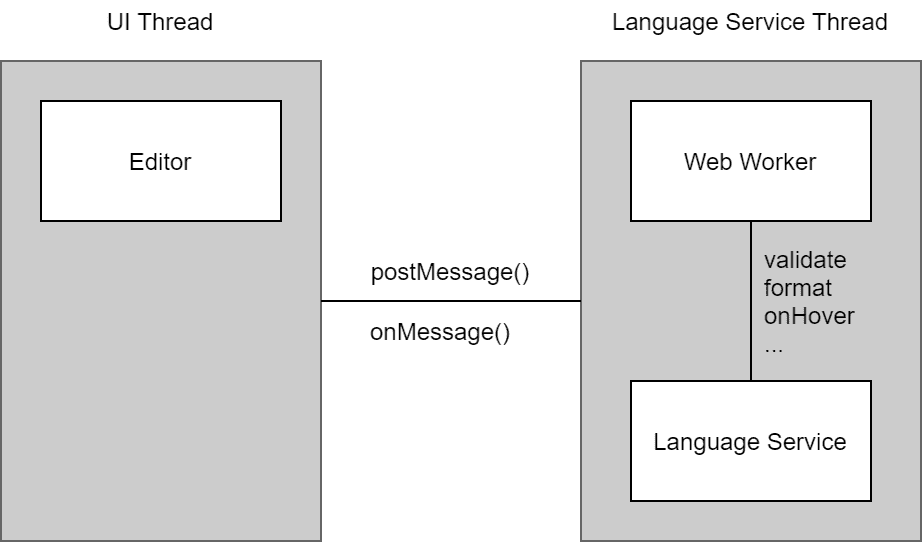 UI Thread
Language Service Thread
Editor
Web Worker
postMessage()
onMessage()
validate
format
onHover
...
Language Service